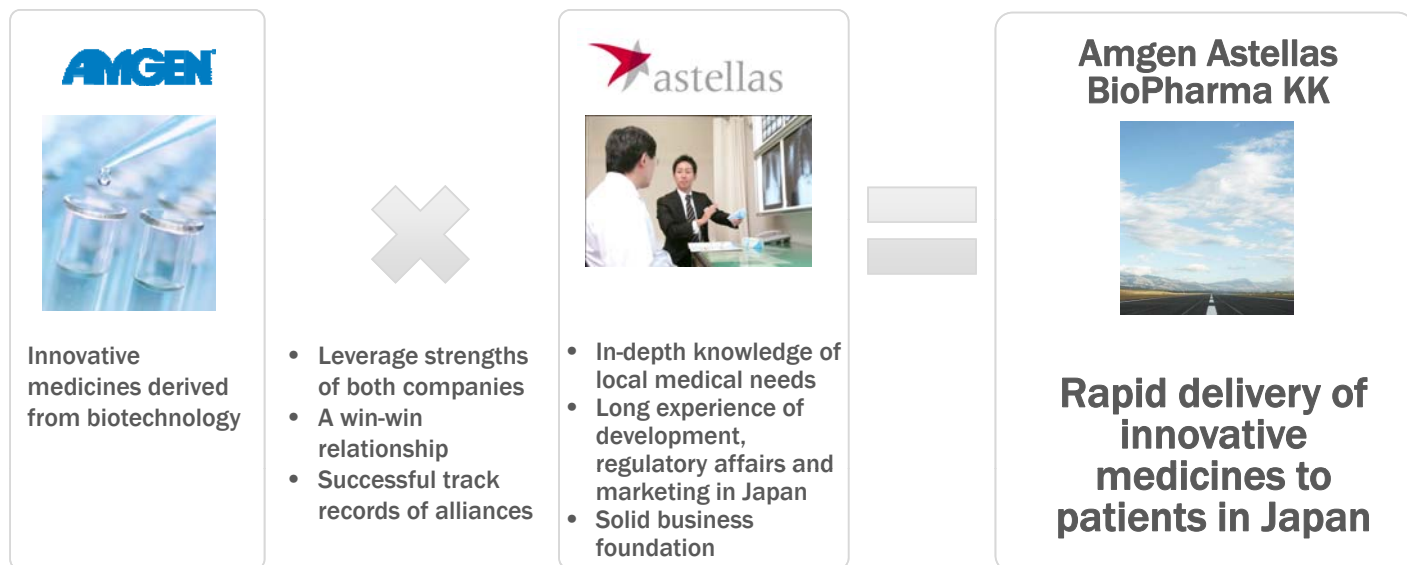 AMGEN
Innovative
medicines derived
from biotechnology
• Leverage strengths
of both companies
• A win-win
relationship
• Successful track
records of alliances
astellas
• In-depth knowledge of
local medical needs
• Long experience of
development,
regulatory affairs and
marketing in Japan
• Solid business
foundation
Amgen Astellas
BioPharma KK
Rapid delivery of
innovative
medicines to
patients in Japan